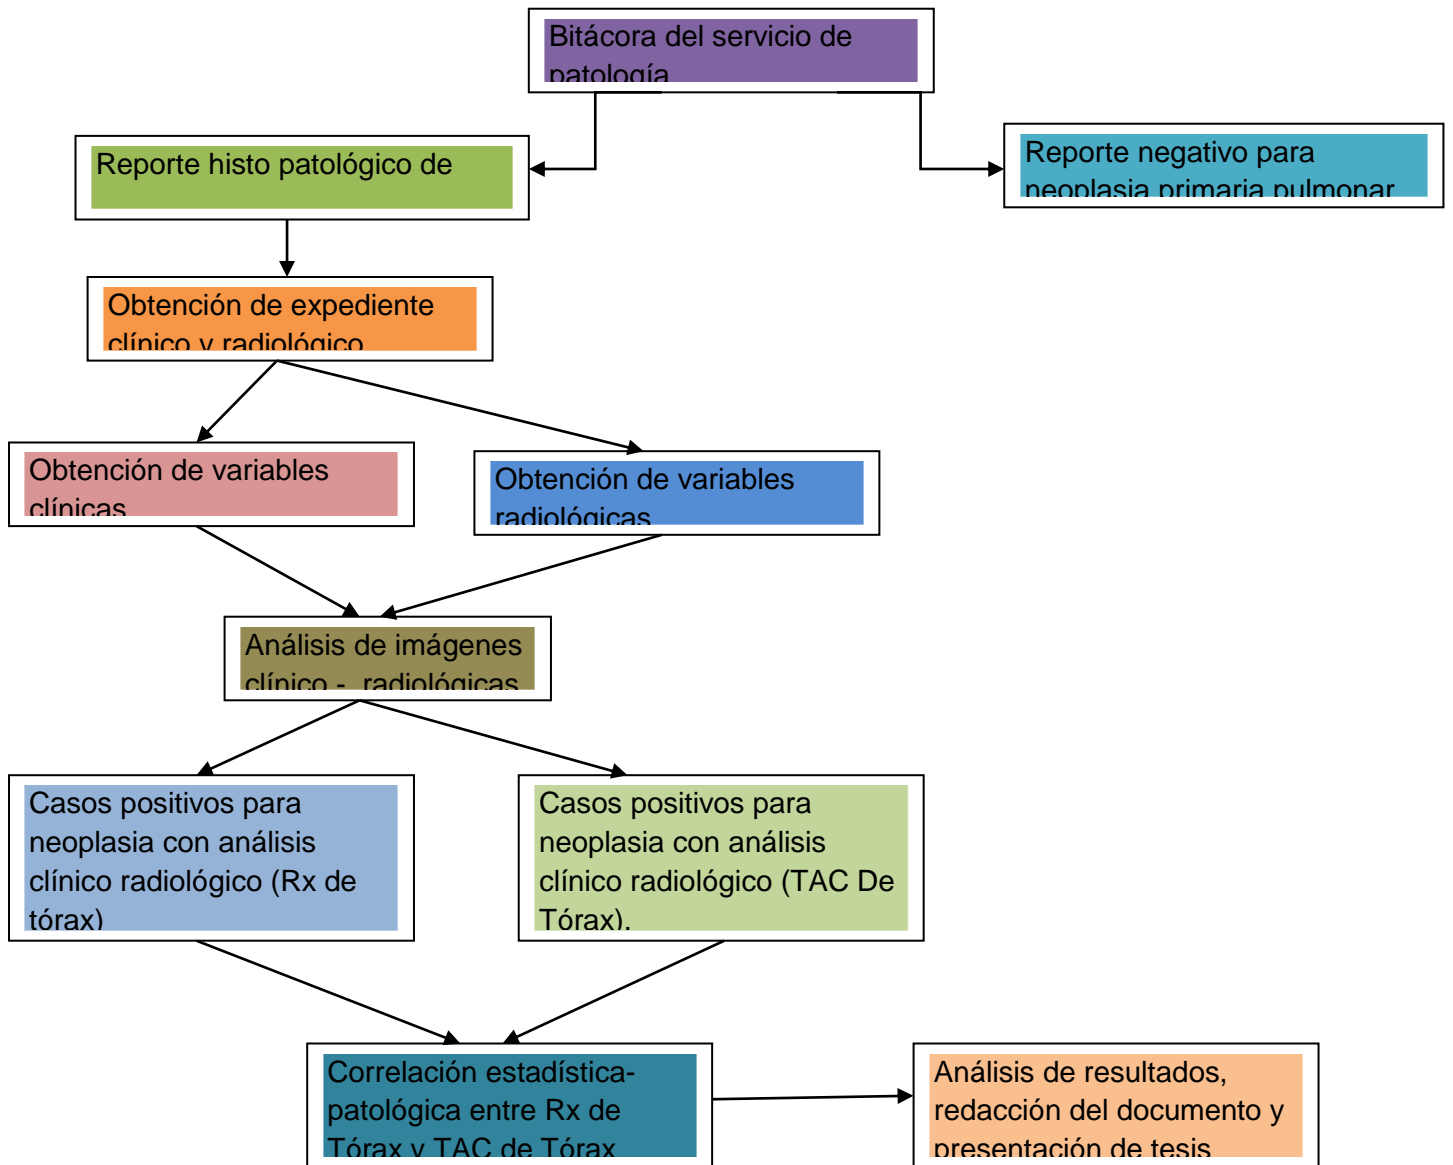 Bitácora del servicio de
patología
Reporte histo patológico de
Reporte negativo para
neoplasia primaria pulmonar
Obtención de expediente
clínico y radiológico
Obtención de variables
clínicas
Obtención de variables
radiológicas
Análisis de imágenes
clínico -  radiológicas
Casos positivos para
neoplasia con análisis
clínico radiológico (Rx de
tórax)
Casos positivos para
neoplasia con análisis
clínico radiológico (TAC De
Tórax).
Correlación estadística-
patológica entre Rx de
Tórax y TAC de Tórax
Análisis de resultados,
redacción del documento y
presentación de tesis